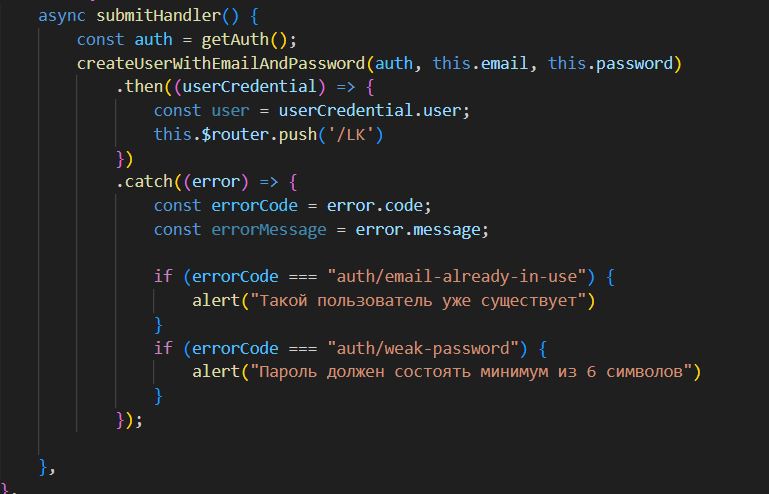 async submitHandler() {
const auth = getAuth();
createUserWithEmailAndPassword(auth, this.email, this.password)
.then((userCredential) => {
const user = userCredential.user;
this.$router.push('/LK')
})
.catch((error) => {
const errorCode = error.code;
const errorMessage = error.message;
if (errorCode === "auth/email-already-in-use") {
alert("Такой пользователь уже существует")
}
if (errorCode === "auth/weak-password") {
alert("Пароль должен состоять минимум из 6 символов")
}
});
},
},